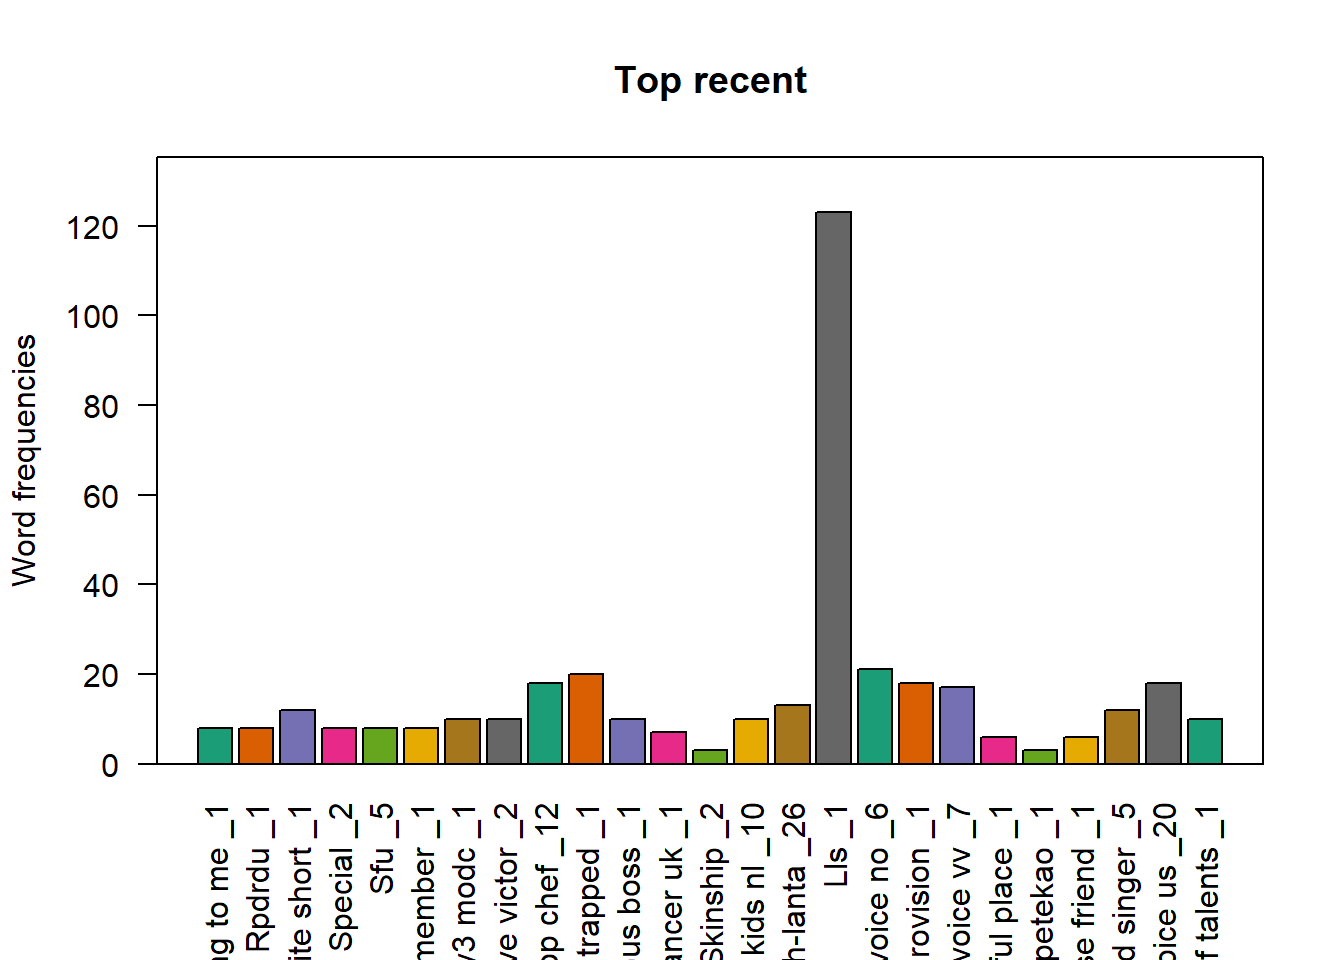 Top recent
Word frequencies
120
100
80
60
40
20
0
ng to me _1
Rpdrdu _1
ite short _1
Special _2
Sfu _5
member _1
v3 modc _1
ve victor _2
op chef _12
trapped _1
ous boss _1
ancer uk _1
Skinship _2
kids nl _10
h-lanta _26
Lls _1
voice no _6
rovision _1
voice vv _7
ful place _1
petekao _1
se friend _1
d singer _5
oice us _20
f talents _1